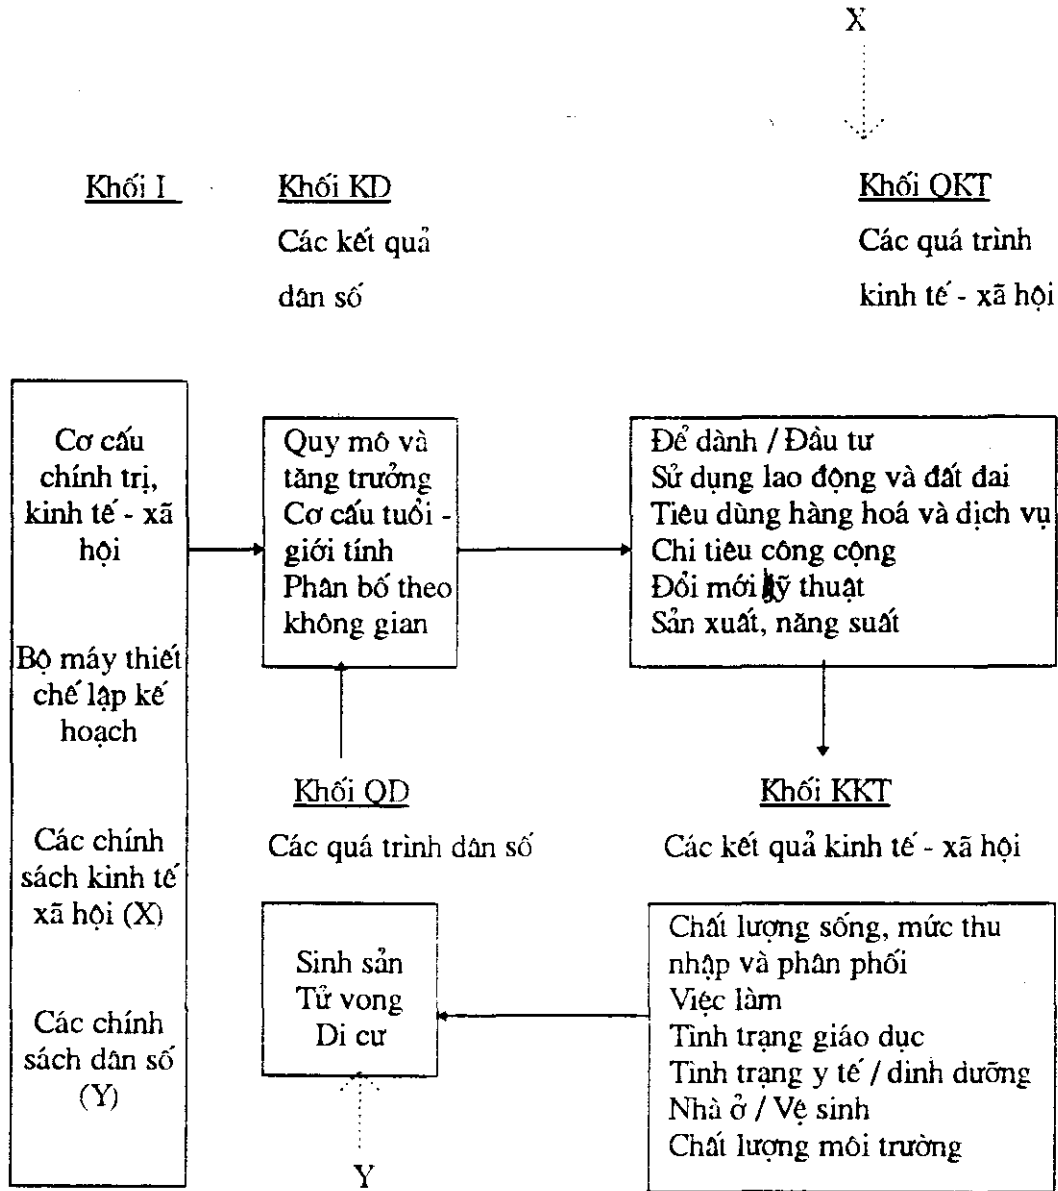 X
Khối I
Khối KD
Các kết quả
dân số
Khối QKT
Các quá trình
kinh tế - xã hội
Cơ cấu
chính trị,
kinh tế - xã
hội
Bộ máy thiết
chế lập kế
hoạch
Các chính
sách kinh tế
xã hội (X)
Các chính
sách dân số
(Y)
Quy mô và
tăng trưởng
Cơ cấu tuổi -
giới tính
Phân bố theo
không gian
Để dành / Đầu tư
Sử dụng lao động và đất đai
Tiêu dùng hàng hoá và dịch vụ
Chi tiêu công cộng
Đổi mới kỹ thuật
Sản xuất, năng suất
Khối QD
Các quá trình dân số
Khối KKT
Các kết quả kinh tế - xã hội
Sinh sản
Tử vong
Di cư
Chất lượng sống, mức thu
nhập và phân phối
Việc làm
Tình trạng giáo dục
Tình trạng y tế / dinh dưỡng
Nhà ở / Vệ sinh
Chất lượng môi trường
Y